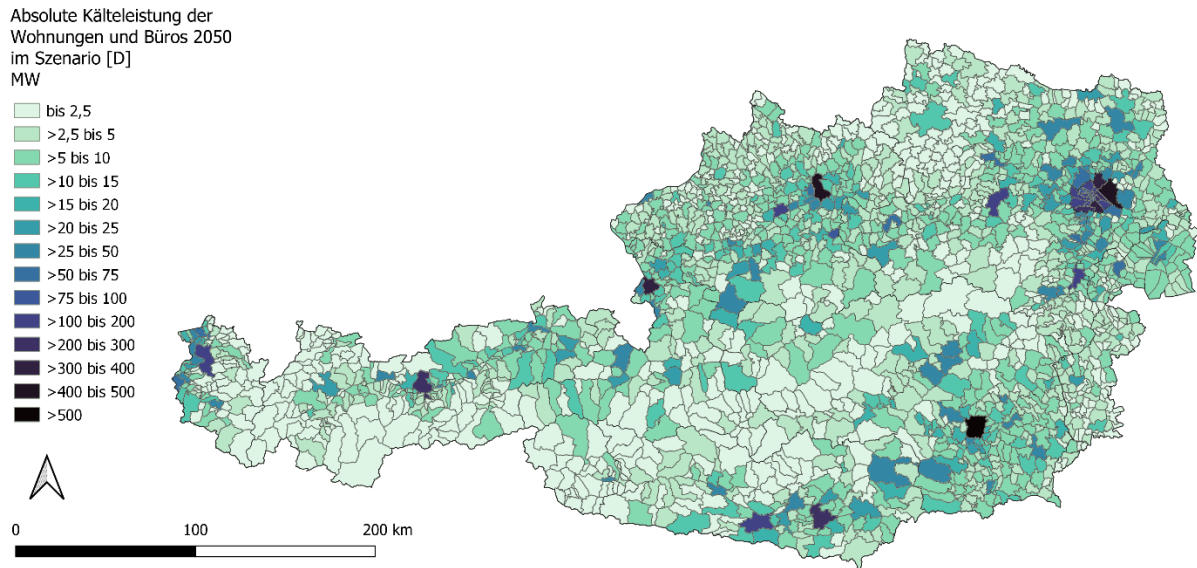 Absolute Kälteleistung der
Wohnungen und Büros 2050
im Szenario [D]
MW
bis 2,5
>2,5 bis 5
>5 bis 10
>10 bis 15
>15 bis 20
>20 bis 25
>25 bis 50
>50 bis 75
>75 bis 100
>100 bis 200
>200 bis 300
>300 bis 400
>400 bis 500
>500
0 100 200 km